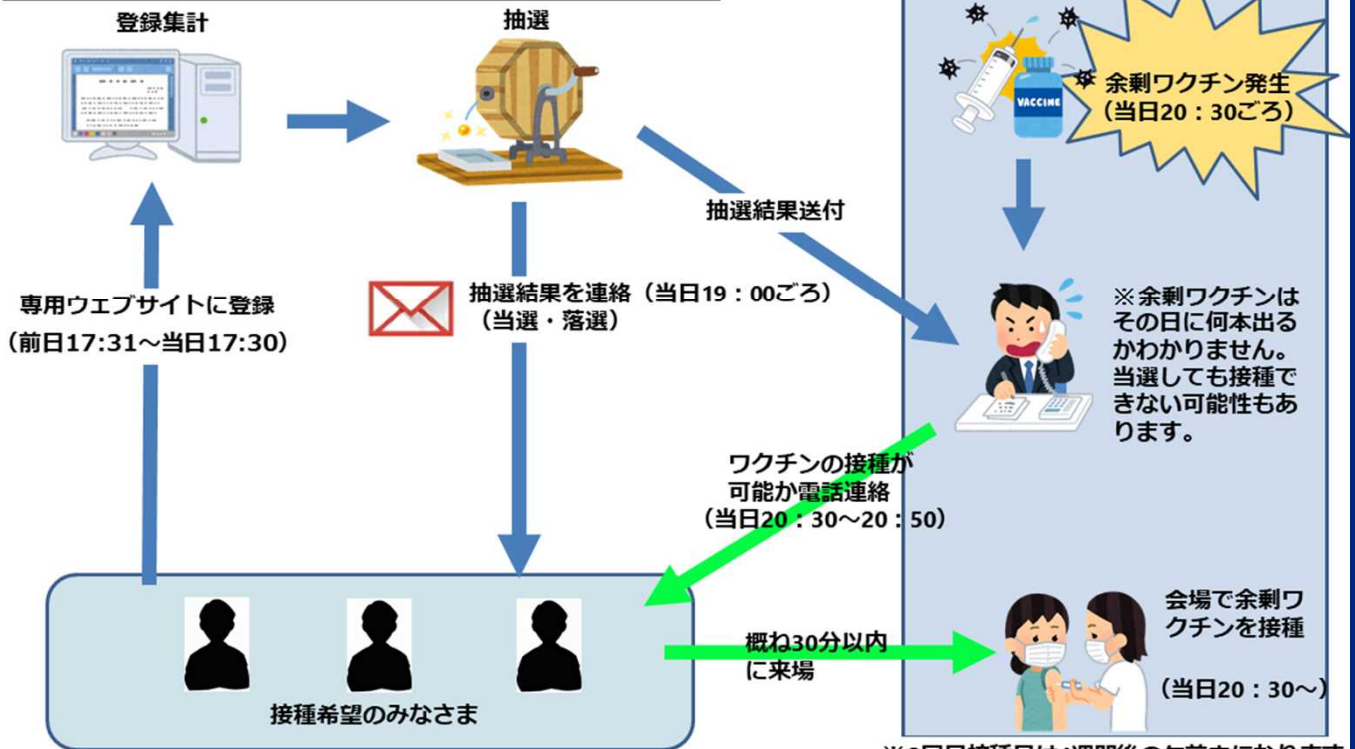 登録集計
抽選
余剰ワクチン発生
(当日20:30ごろ)
VACCINE
抽選結果送付
専用ウェブサイトに登録
(前日17:31~当日17:30)
抽選結果を連絡(当日19:00ごろ)
(当選・落選)
※余剰ワクチンは
その日に何本出る
かわかりません。
当選しても接種で
きない可能性もあ
ります。
ワクチンの接種が
可能か電話連絡
(当日20:30~20:50)
概ね30分以内
に来場
会場で余剰ワ
クチンを接種
(当日20:30~)
接種希望のみなさま